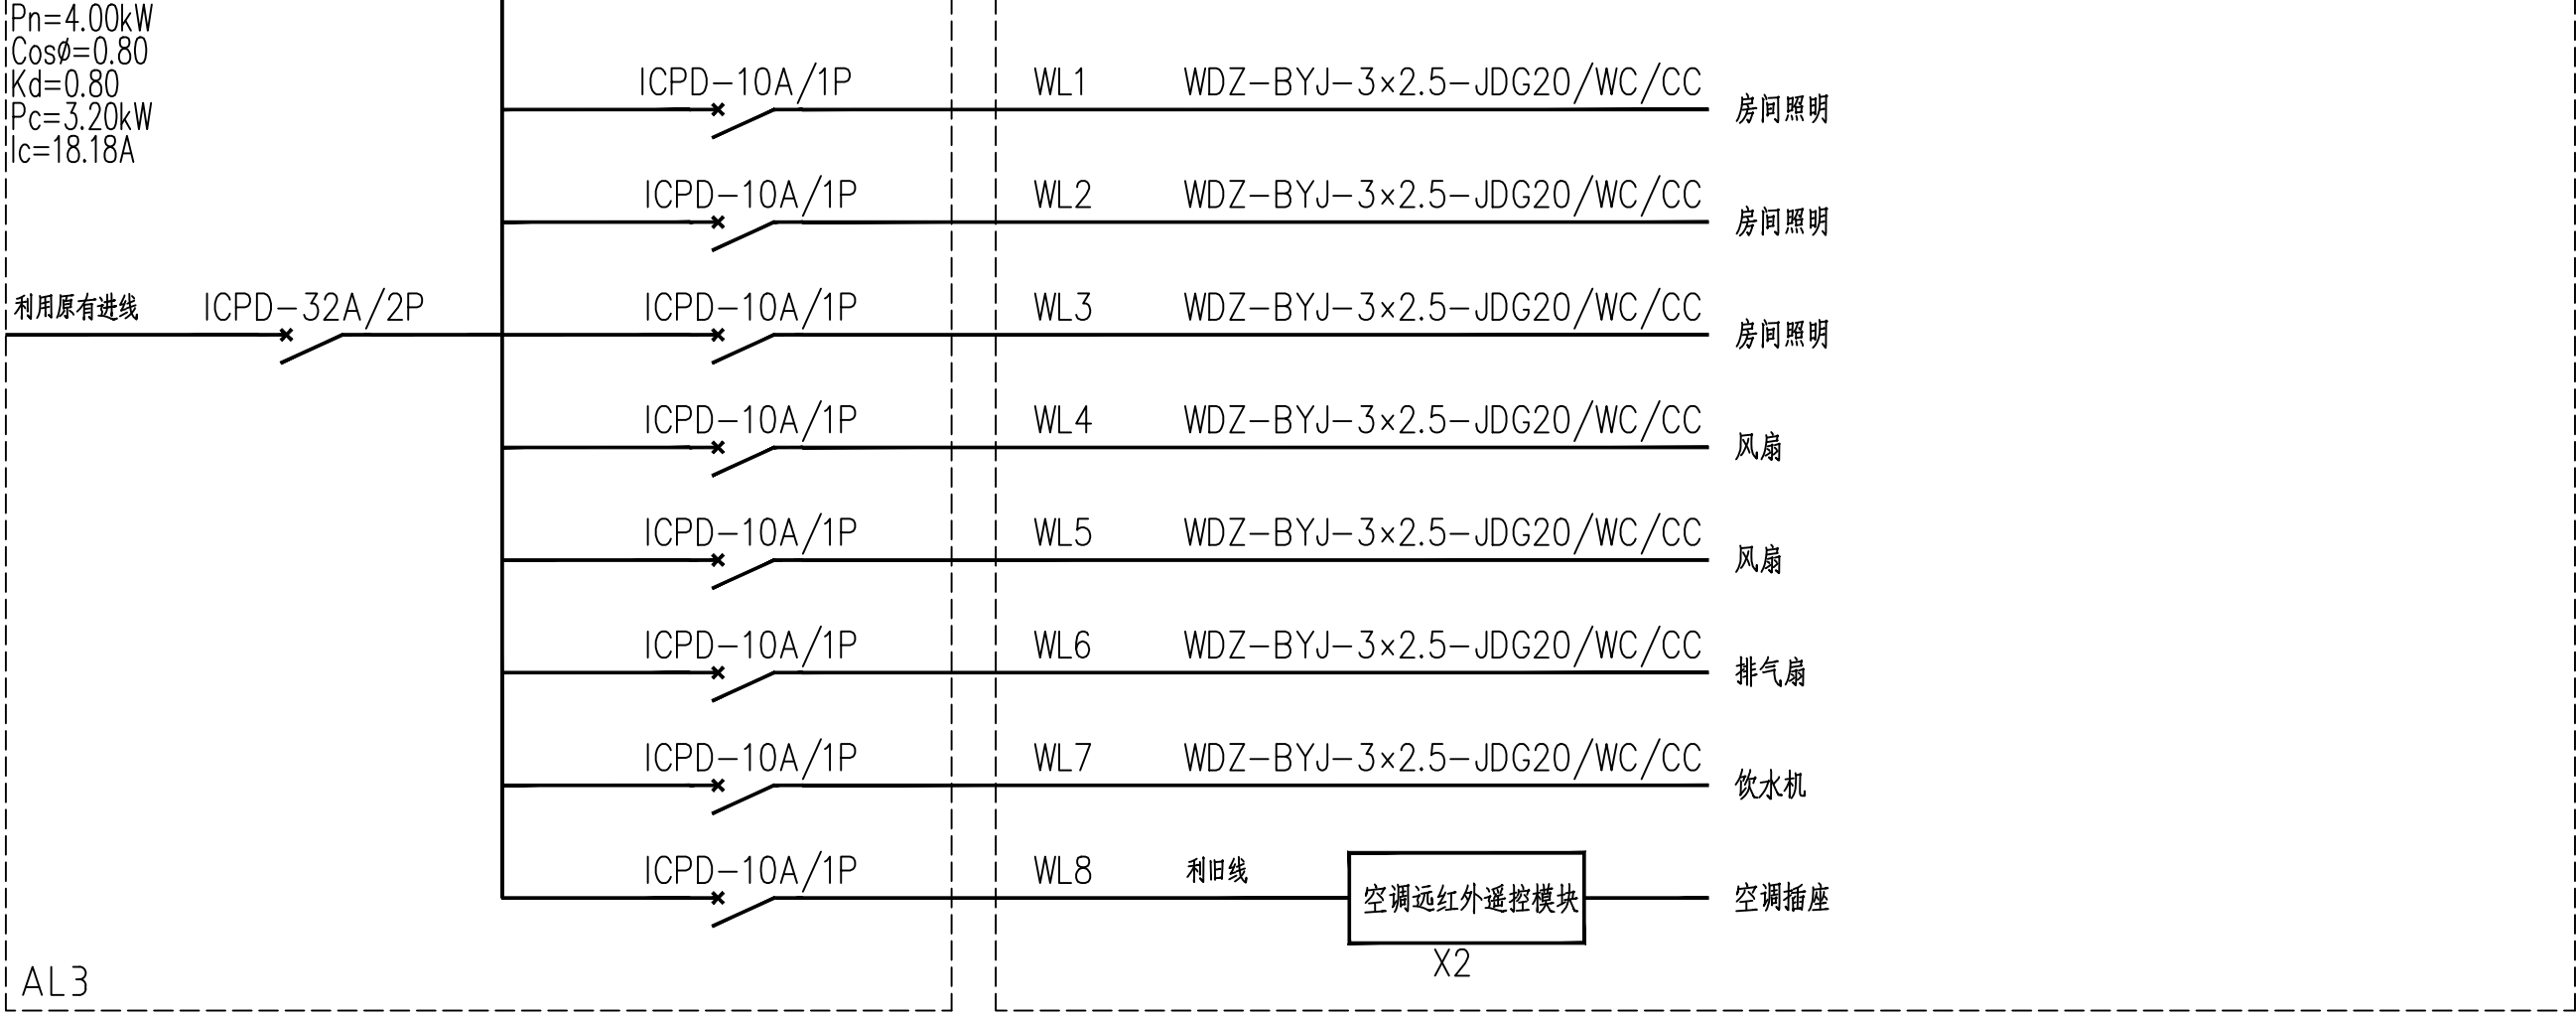 Pn=4.00kW
Cosø=0.80
Kd=0.80
Pc=3.20kW
Ic=18.18A
利用原有进线 ICPD-32A/2P
ICPD-10A/1P WL1 WDZ-BYJ-3×2.5-JDG20/WC/CC 房间照明
ICPD-10A/1P WL2 WDZ-BYJ-3×2.5-JDG20/WC/CC 房间照明
ICPD-10A/1P WL3 WDZ-BYJ-3×2.5-JDG20/WC/CC 房间照明
ICPD-10A/1P WL4 WDZ-BYJ-3×2.5-JDG20/WC/CC 风扇
ICPD-10A/1P WL5 WDZ-BYJ-3×2.5-JDG20/WC/CC 风扇
ICPD-10A/1P WL6 WDZ-BYJ-3×2.5-JDG20/WC/CC 排气扇
ICPD-10A/1P WL7 WDZ-BYJ-3×2.5-JDG20/WC/CC 饮水机
ICPD-10A/1P WL8 利旧线 空调远红外遥控模块 空调插座
X2
AL3